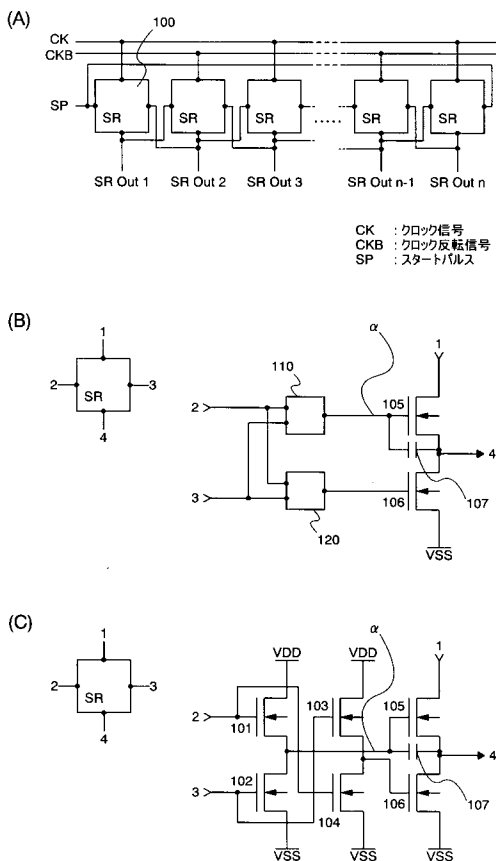 (A)
100
CK
CKB
SP
SR
SR
SR
.....
SR
SR
SR Out 1
SR Out 2
SR Out 3
SR Out n-1
SR Out n
CK : クロック信号
CKB : クロック反転信号
SP : スタートパルス
(B)
1
2
SR
3
4
110
α
1
105
2
4
3
106
107
120
VSS
(C)
1
2
SR
3
4
α
VDD
VDD
1
2
101
103
105
4
3
102
104
106
107
VSS
VSS
VSS